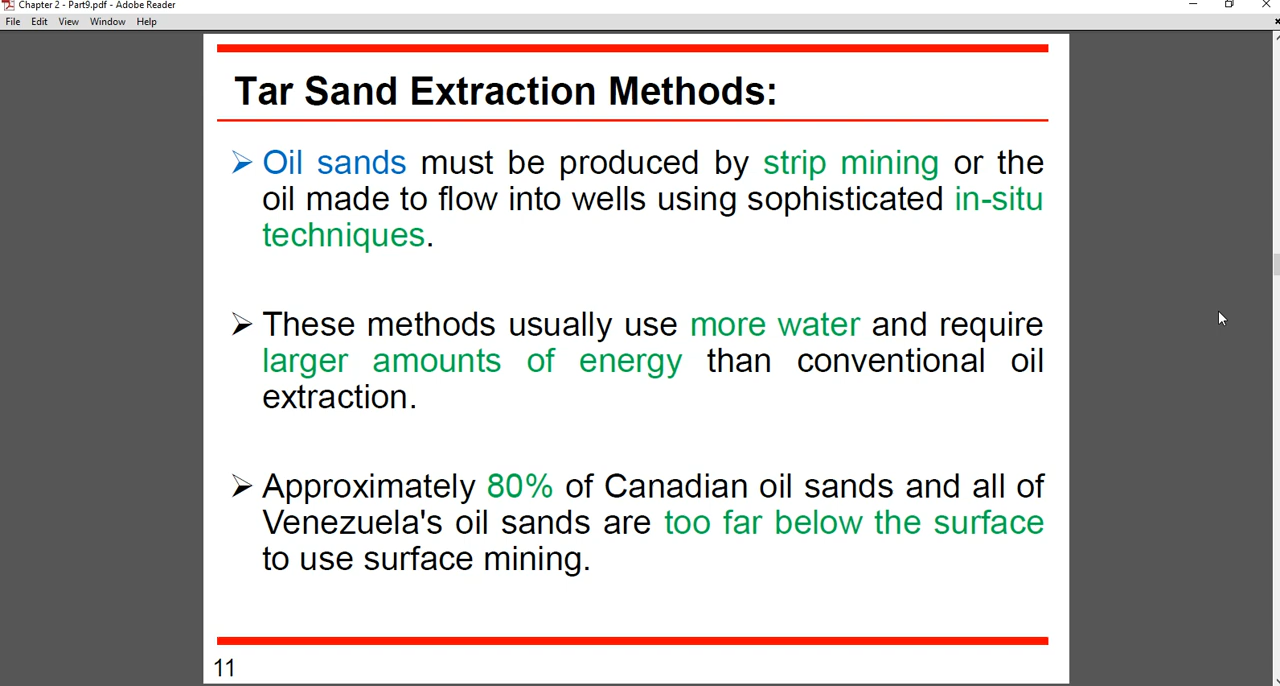 Chapter 2 - Part9.pdf - Adobe Reader
File Edit View Window Help
Tar Sand Extraction Methods:
Oil sands must be produced by strip mining or the
oil made to flow into wells using sophisticated in-situ
techniques.
These methods usually use more water and require
larger amounts of energy than conventional oil
extraction.
Approximately 80% of Canadian oil sands and all of
Venezuela's oil sands are too far below the surface
to use surface mining.
11